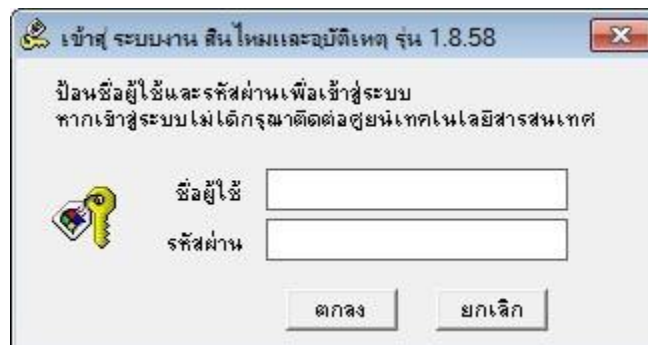 เข้าสู่ ระบบงาน สินไหมและอุบัติเหตุ รุ่น 1.8.58
ป้อนชื่อผู้ใช้และรหัสผ่านเพื่อเข้าสู่ระบบ
หากเข้าสู่ระบบไม่ได้กรุณาติดต่อศูยน์เทคโนโลยีสารสนเทศ
ชื่อผู้ใช้
รหัสผ่าน
ตกลง
ยกเลิก